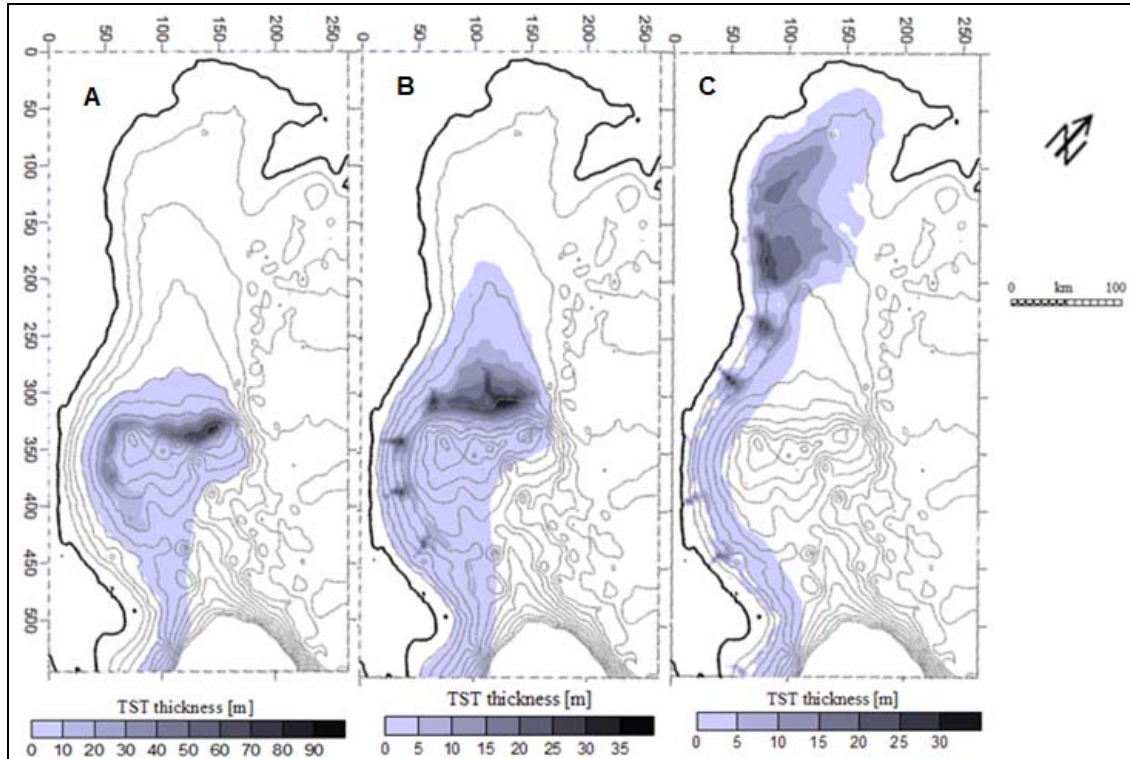 0 50 100 150 200 250
0 50 100 150 200 250
0 50 100 150 200 250
0
50
100
150
200
250
300
350
400
450
500
A
B
C
N
0 km 100
TST thickness [m]
0 10 20 30 40 50 60 70 80 90
TST thickness [m]
0 5 10 15 20 25 30 35
TST thickness [m]
0 5 10 15 20 25 30